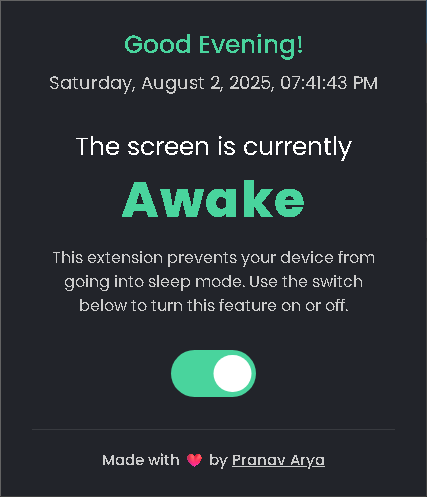 Good Evening!
Saturday, August 2, 2025, 07:41:43 PM
The screen is currently
Awake
This extension prevents your device from
going into sleep mode. Use the switch
below to turn this feature on or off.
Made with ❤️ by Pranav Arya